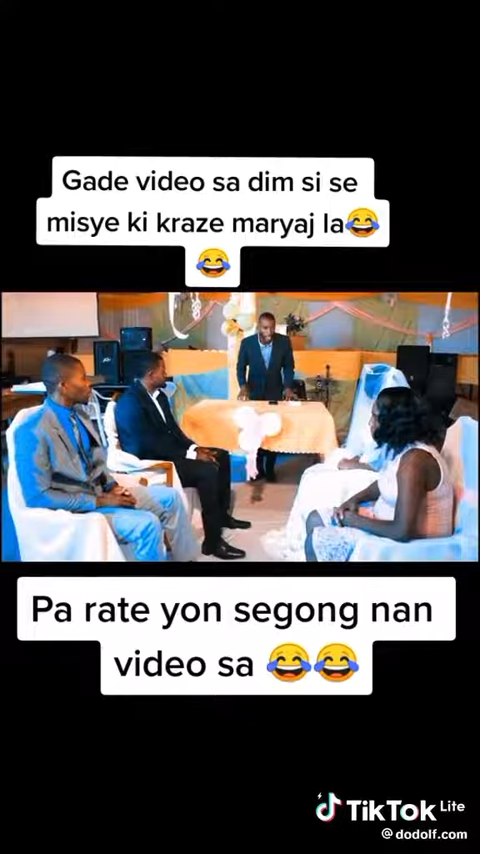 Gade video sa dim si se
misye ki kraze maryaj la😂
😂
Pa rate yon segong nan
video sa 😂😂
TikTok Lite
@dodolf.com